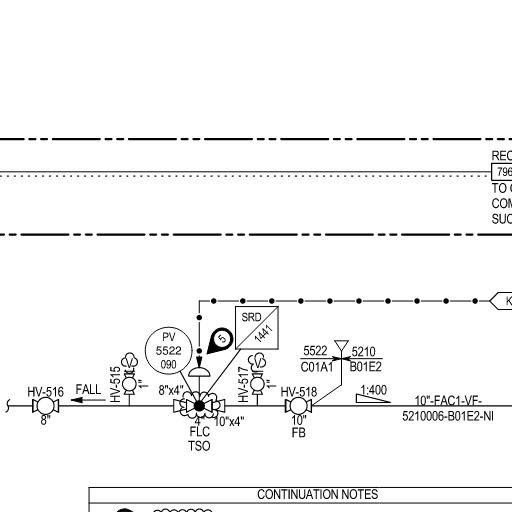 REC
796
TO
COM
SUC
K
SRD
1441
5
PV
5522
090
5522
5210
C01A1
B01E2
HV-515
1"
V
HV-517
1"
V
HV-516
8"
FALL
8"x4"
4"
10"x4"
FLC
TSO
HV-518
10"
FB
1:400
10"-FAC1-VF-
5210006-B01E2-NI
CONTINUATION NOTES